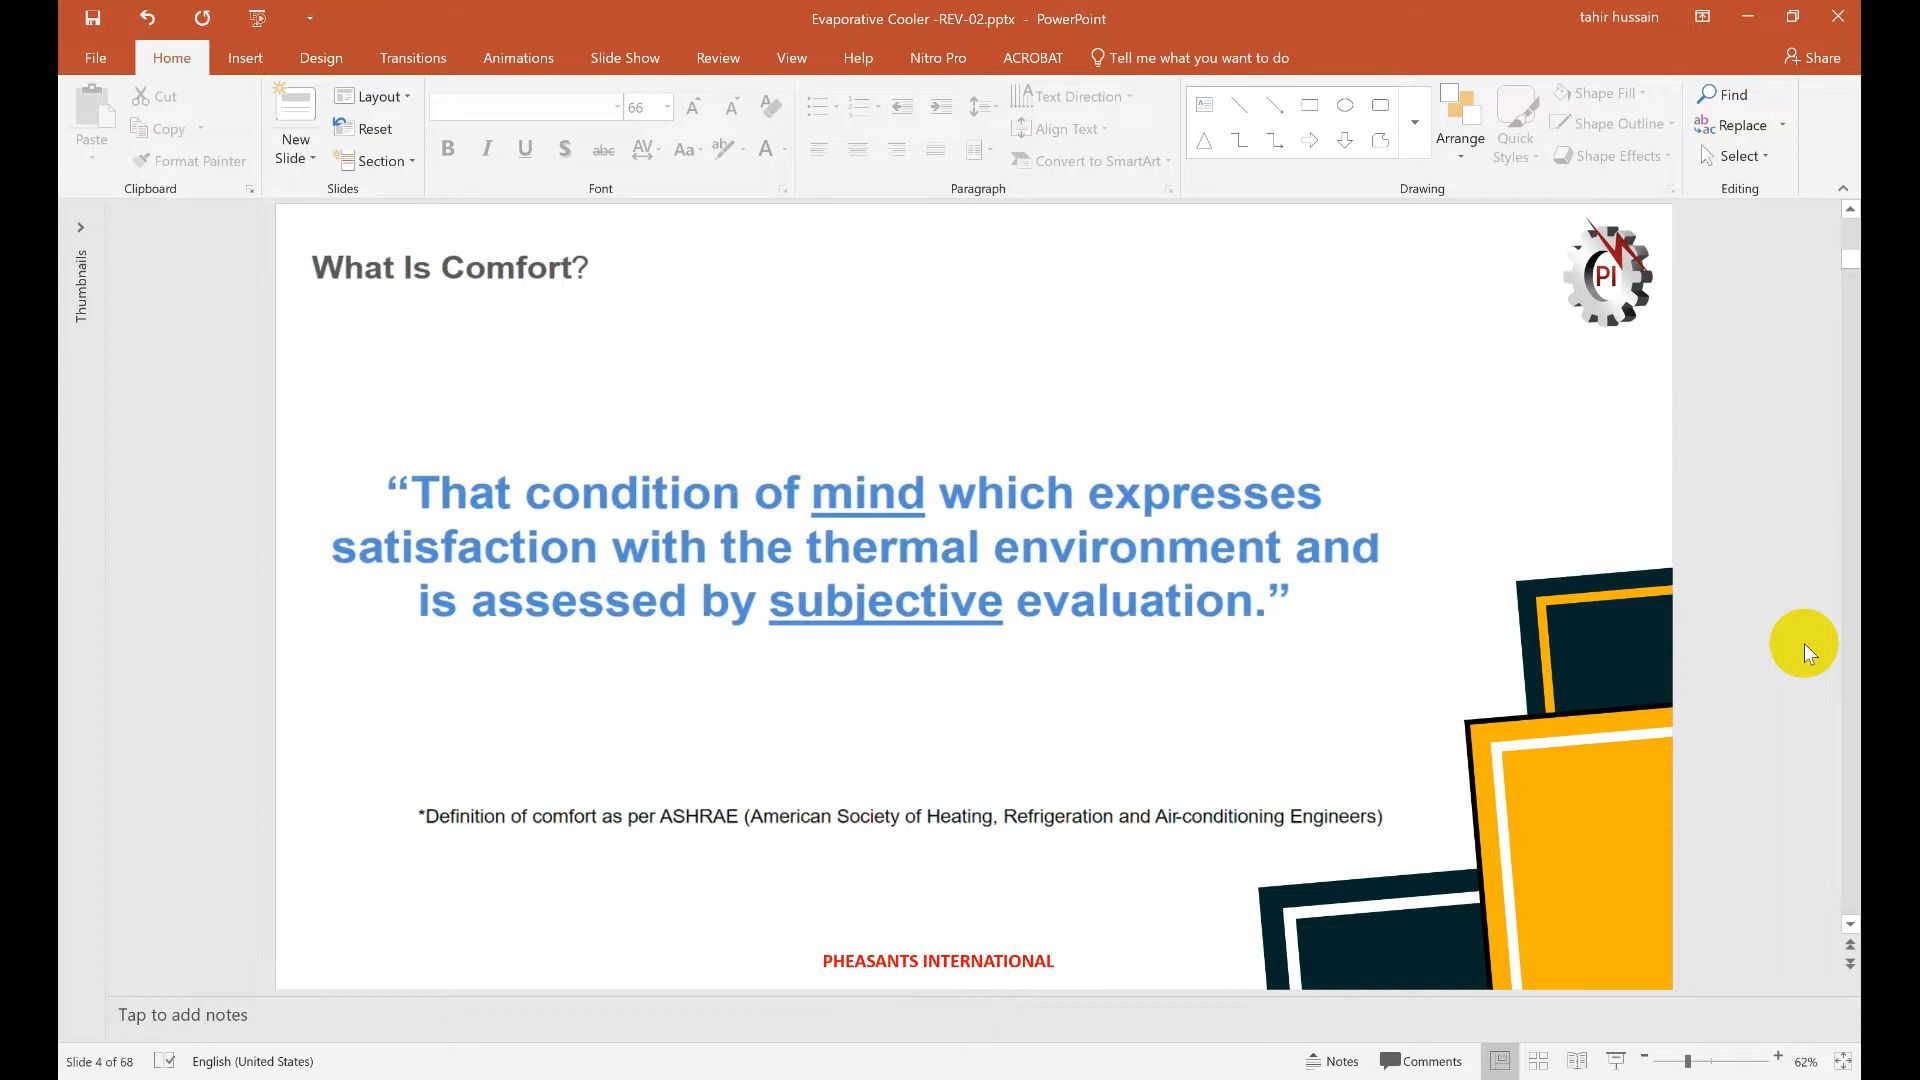 Evaporative Cooler -REV-02.pptx - PowerPoint
tahir hussain
File Home Insert Design Transitions Animations Slide Show Review View Help Nitro Pro ACROBAT Tell me what you want to do Share
Paste
Cut
Copy
Format Painter
Clipboard
New Slide
Layout
Reset
Section
Slides
66
B I U S abc AV Aa A
Font
Text Direction
Align Text
Convert to SmartArt
Paragraph
Arrange
Quick Styles
Shape Fill
Shape Outline
Shape Effects
Drawing
Find
Replace
Select
Editing
Thumbnails
What Is Comfort?
PI
“That condition of mind which expresses
satisfaction with the thermal environment and
is assessed by subjective evaluation.”
*Definition of comfort as per ASHRAE (American Society of Heating, Refrigeration and Air-conditioning Engineers)
PHEASANTS INTERNATIONAL
Tap to add notes
Slide 4 of 68 English (United States) Notes Comments 62%